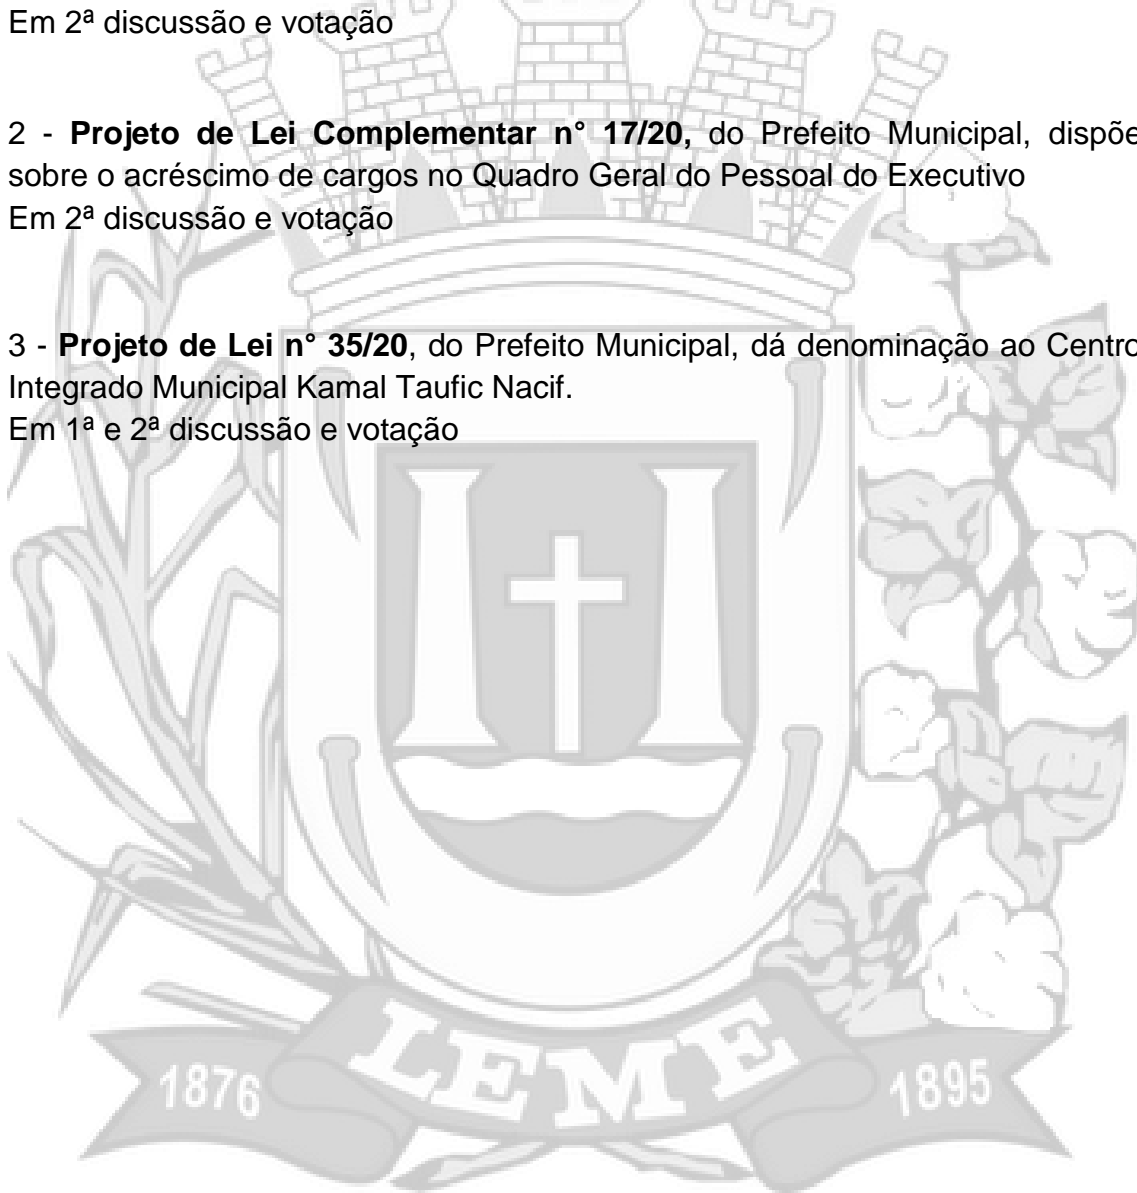 Em 2ª discussão e votação
2 - Projeto de Lei Complementar n° 17/20, do Prefeito Municipal, dispõe
sobre o acréscimo de cargos no Quadro Geral do Pessoal do Executivo
Em 2ª discussão e votação
3 - Projeto de Lei n° 35/20, do Prefeito Municipal, dá denominação ao Centro
Integrado Municipal Kamal Taufic Nacif.
Em 1ª e 2ª discussão e votação
1876 LEME 1895